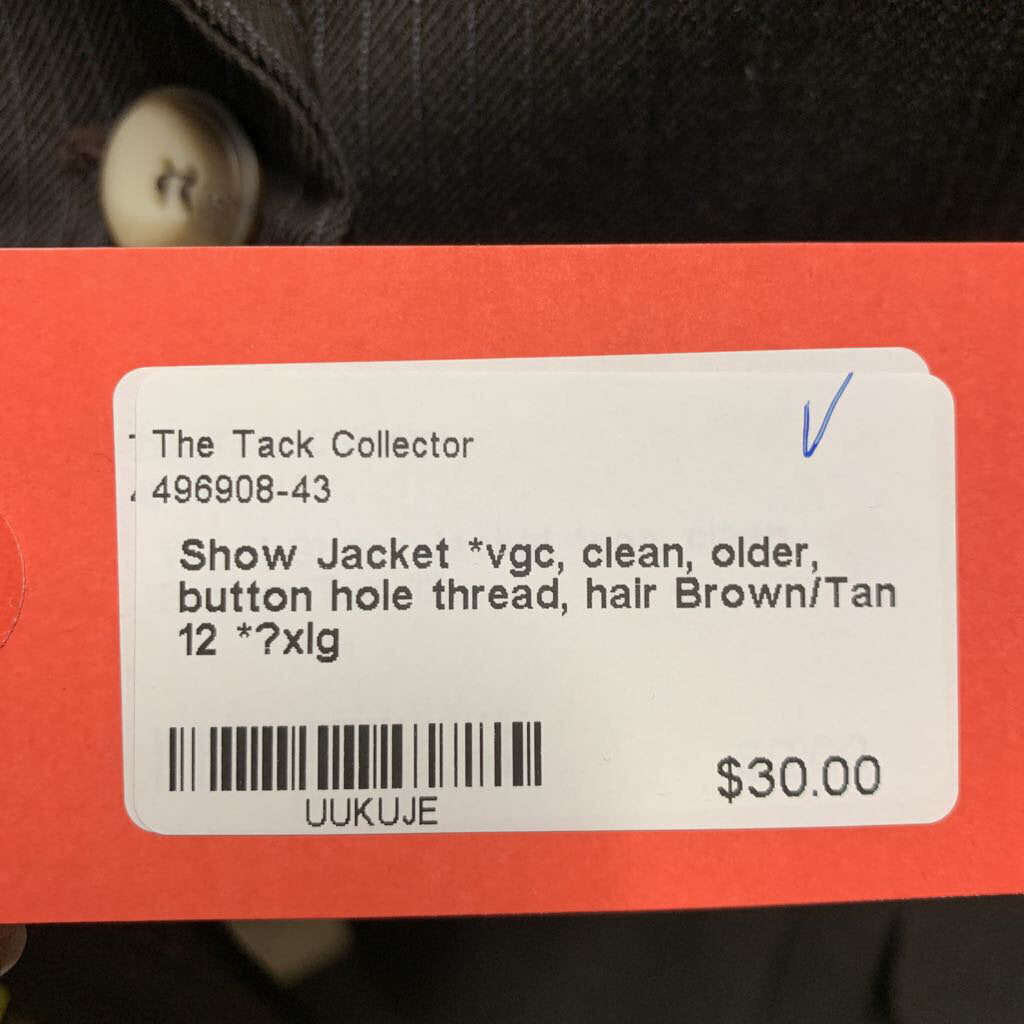 The Tack Collector
496908-43
Show Jacket *vgc, clean, older,
button hole thread, hair Brown/Tan
12 *?xlg
UUKUJE
$30.00